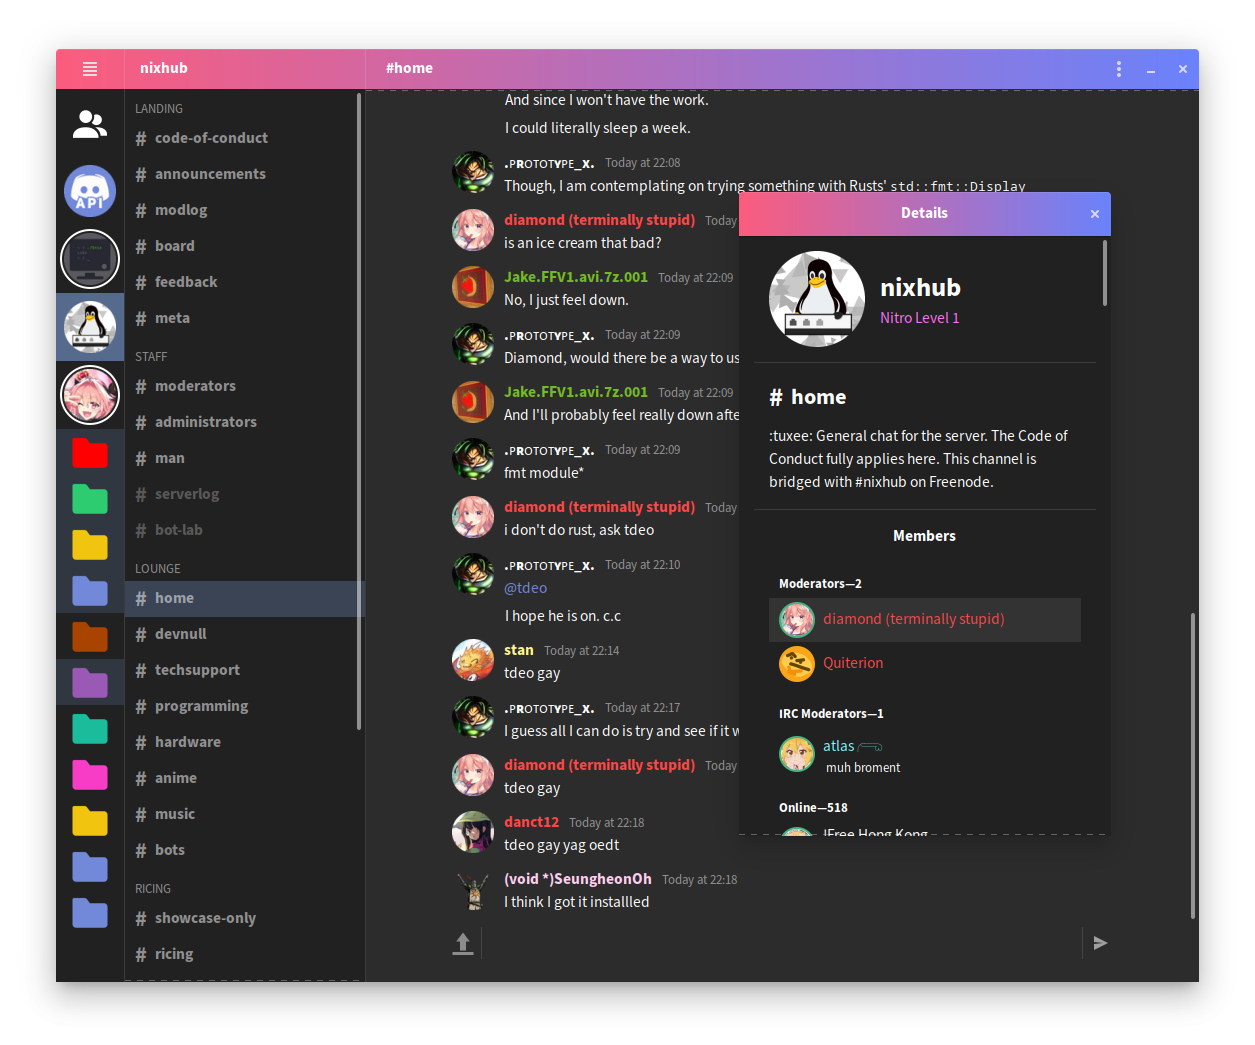 nixhub
#home
API
LANDING
# code-of-conduct
# announcements
# modlog
# board
# feedback
# meta
STAFF
# moderators
# administrators
# man
# serverlog
# bot-lab
LOUNGE
# home
# devnull
# techsupport
# programming
# hardware
# anime
# music
# bots
RICING
# showcase-only
# ricing
And since I won't have the work.
I could literally sleep a week.
.ᴘʀᴏᴛᴏᴛʏᴘᴇ_x. Today at 22:08
Though, I am contemplating on trying something with Rusts' std::fmt::Display
diamond (terminally stupid) Today
is an ice cream that bad?
Jake.FFV1.avi.7z.001 Today at 22:09
No, I just feel down.
.ᴘʀᴏᴛᴏᴛʏᴘᴇ_x. Today at 22:09
Diamond, would there be a way to us
Jake.FFV1.avi.7z.001 Today at 22:09
And I'll probably feel really down afte
.ᴘʀᴏᴛᴏᴛʏᴘᴇ_x. Today at 22:09
fmt module*
diamond (terminally stupid) Today
i don't do rust, ask tdeo
.ᴘʀᴏᴛᴏᴛʏᴘᴇ_x. Today at 22:10
@tdeo
I hope he is on. c.c
stan Today at 22:14
tdeo gay
.ᴘʀᴏᴛᴏᴛʏᴘᴇ_x. Today at 22:17
I guess all I can do is try and see if it w
diamond (terminally stupid) Today
tdeo gay
danct12 Today at 22:18
tdeo gay yag oedt
(void *)SeungheonOh Today at 22:18
I think I got it installled
Details
nixhub
Nitro Level 1
# home
:tuxee: General chat for the server. The Code of
Conduct fully applies here. This channel is
bridged with #nixhub on Freenode.
Members
Moderators—2
diamond (terminally stupid)
Quiterion
IRC Moderators—1
atlas
muh broment
Online—518
!Free Hong Kong